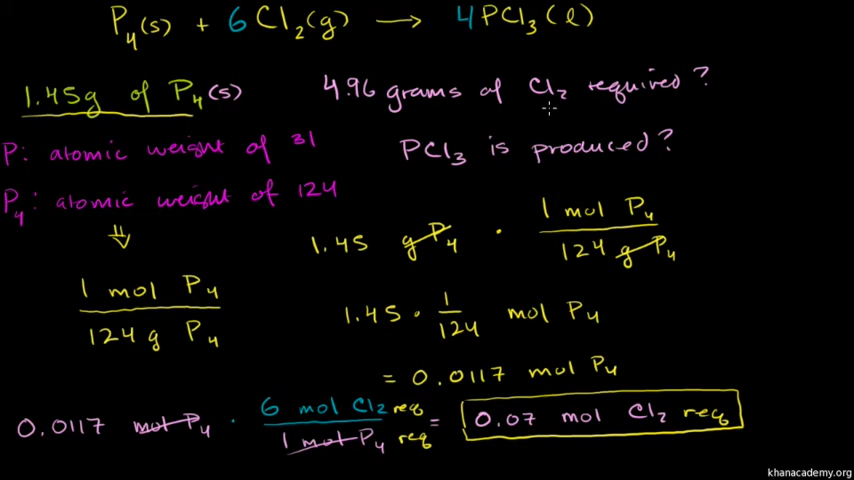 P₄(s) + 6Cl₂(g) ⟶ 4PCl₃(l)
1.45g of P₄(s) 4.96 grams of Cl₂ required?
P: atomic weight of 31 PCl₃ is produced?
P₄: atomic weight of 124
⇓ 1.45 g P₄ · 1 mol P₄ / 124 g P₄
1 mol P₄ / 124 g P₄ 1.45 · 1/124 mol P₄
= 0.0117 mol P₄
0.0117 mol P₄ · 6 mol Cl₂ req / 1 mol P₄ req = 0.07 mol Cl₂ req
khanacademy.org